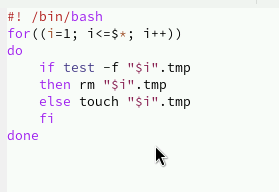 #! /bin/bash
for((i=1; i<=$*; i++))
do
    if test -f "$i".tmp
    then rm "$i".tmp
    else touch "$i".tmp
    fi
done